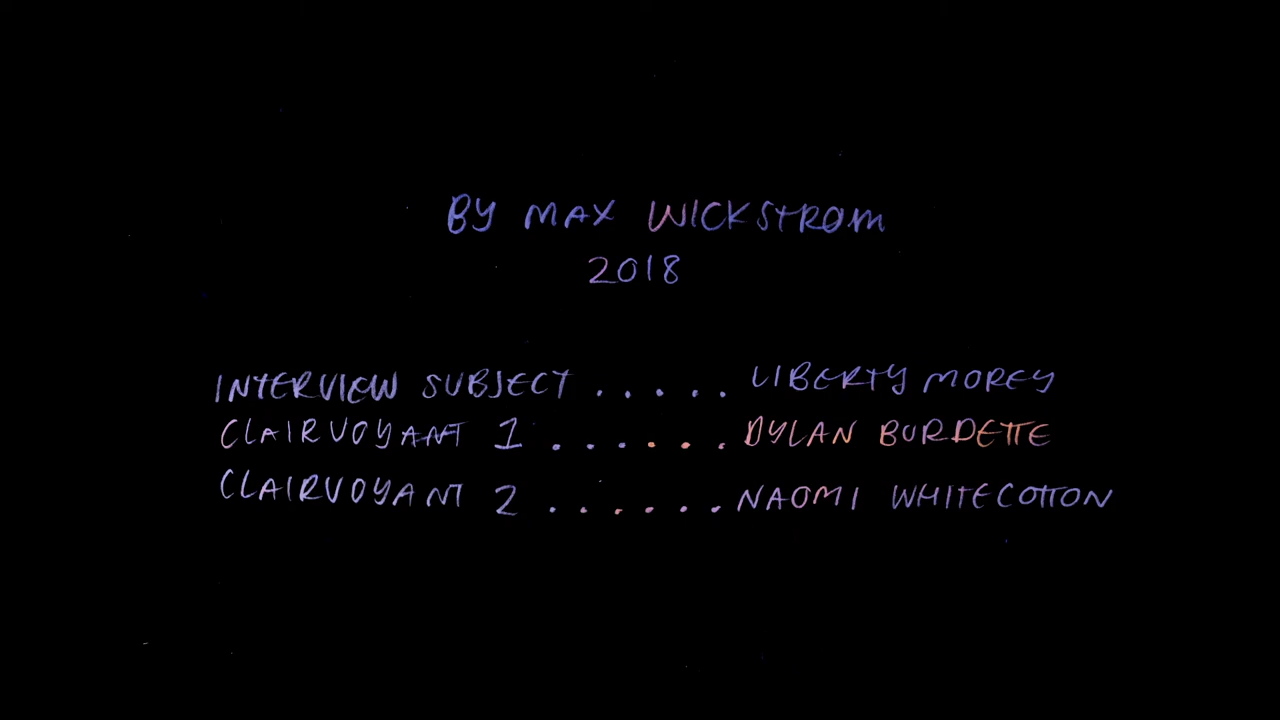 BY MAX WICKSTROM
2018
INTERVIEW SUBJECT ..... LIBERTY MOREY
CLAIRVOYANT 1 ...... DYLAN BURDETTE
CLAIRVOYANT 2 ...... NAOMI WHITECOTTON